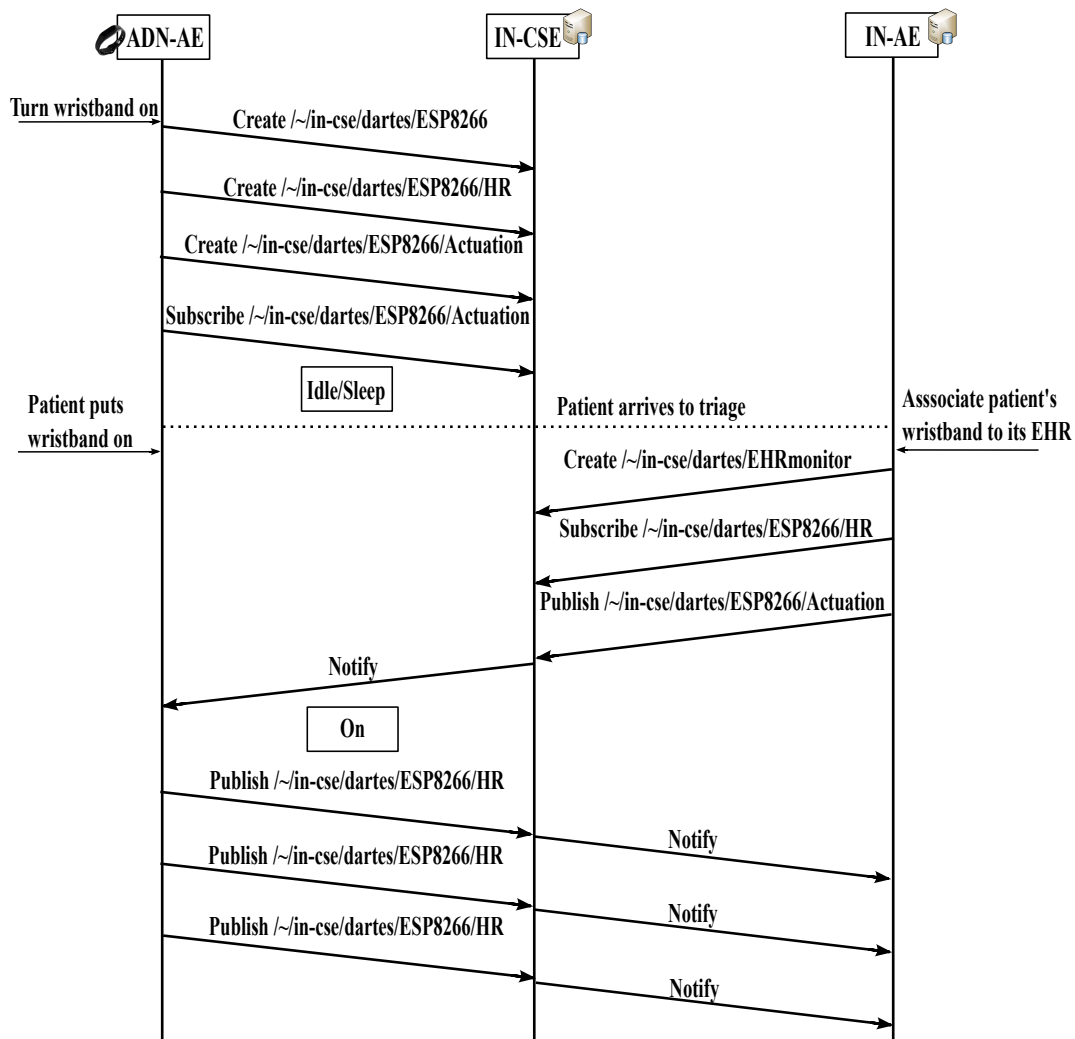 ADN-AE
IN-CSE
IN-AE
Turn wristband on
Create /~/in-cse/dartes/ESP8266
Create /~/in-cse/dartes/ESP8266/HR
Create /~/in-cse/dartes/ESP8266/Actuation
Subscribe /~/in-cse/dartes/ESP8266/Actuation
Idle/Sleep
Patient puts
wristband on
Patient arrives to triage
Asssociate patient's
wristband to its EHR
Create /~/in-cse/dartes/EHRmonitor
Subscribe /~/in-cse/dartes/ESP8266/HR
Publish /~/in-cse/dartes/ESP8266/Actuation
Notify
On
Publish /~/in-cse/dartes/ESP8266/HR
Notify
Publish /~/in-cse/dartes/ESP8266/HR
Notify
Publish /~/in-cse/dartes/ESP8266/HR
Notify